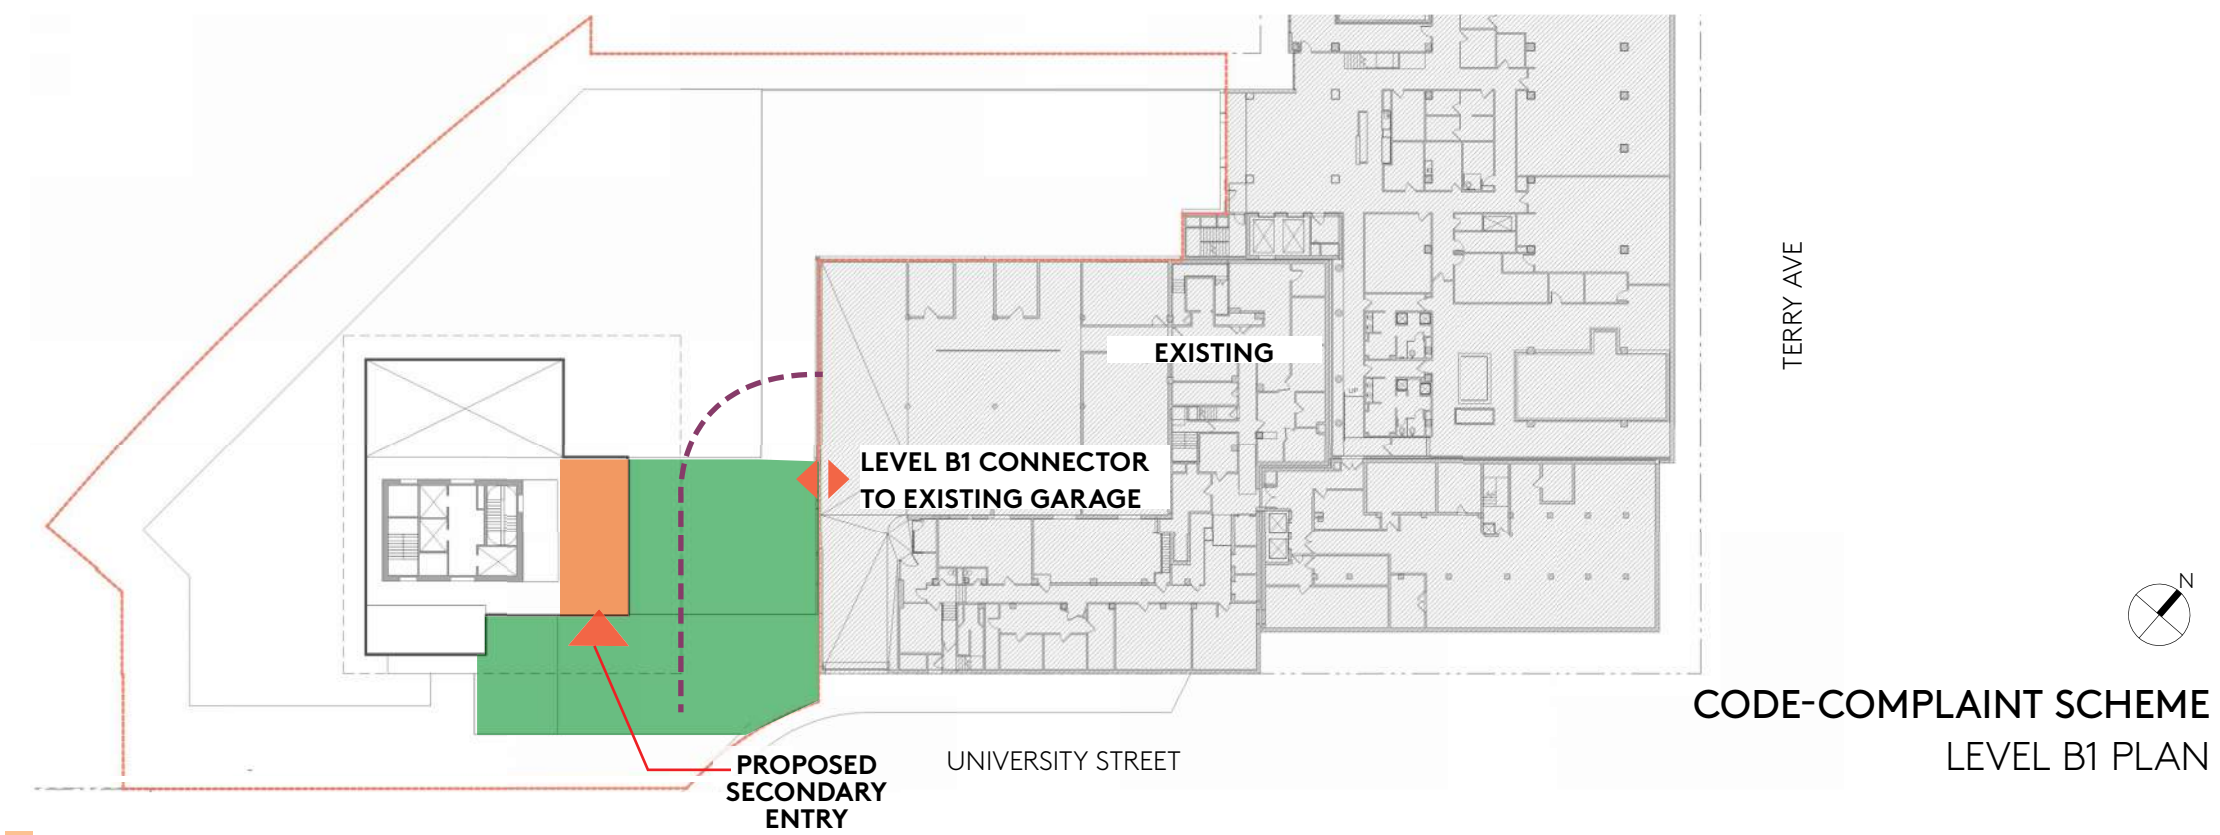 TERRY AVE
EXISTING
LEVEL B1 CONNECTOR
TO EXISTING GARAGE
UP
N
CODE-COMPLAINT SCHEME
LEVEL B1 PLAN
UNIVERSITY STREET
PROPOSED
SECONDARY
ENTRY